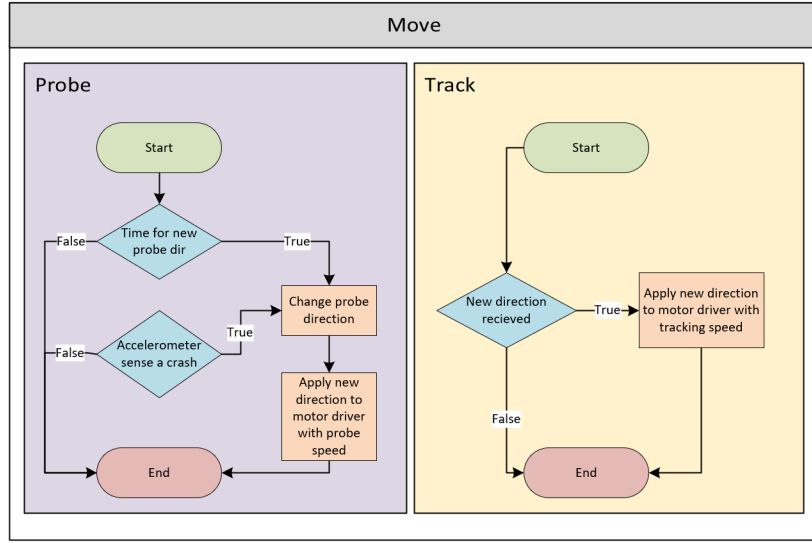 Move
Probe
Start
Time for new
probe dir
False
True
Change probe
direction
Accelerometer
sense a crash
False
True
Apply new
direction to
motor driver
with probe
speed
End
Track
Start
New direction
recieved
True
Apply new direction
to motor driver with
tracking speed
False
End